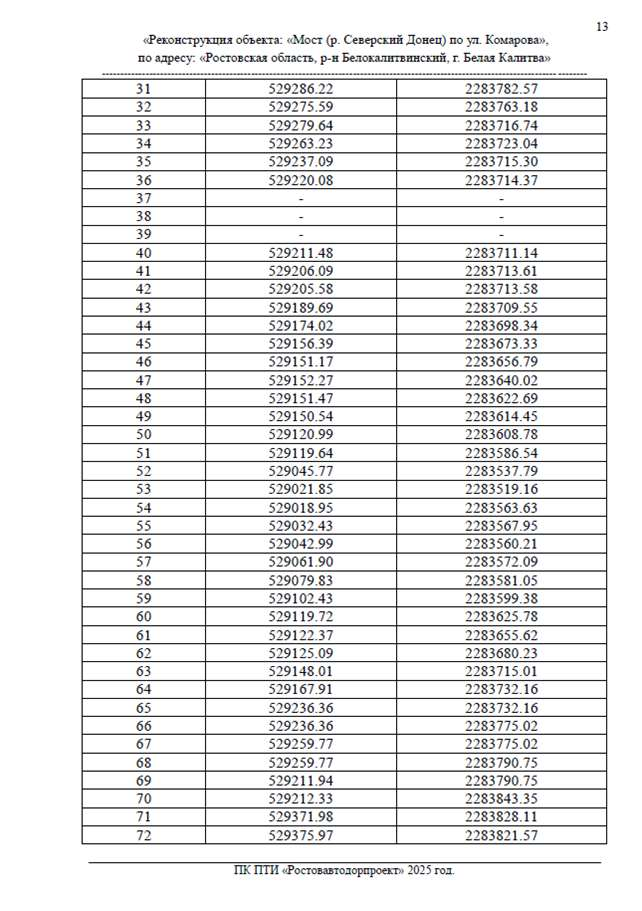 13
«Реконструкция объекта: «Мост (р. Северский Донец) по ул. Комарова»,
по адресу: «Ростовская область, р-н Белокалитвинский, г. Белая Калитва»
31 529286.22 2283782.57
32 529275.59 2283763.18
33 529279.64 2283716.74
34 529263.23 2283723.04
35 529237.09 2283715.30
36 529220.08 2283714.37
37 - -
38 - -
39 - -
40 529211.48 2283711.14
41 529206.09 2283713.61
42 529205.58 2283713.58
43 529189.69 2283709.55
44 529174.02 2283698.34
45 529156.39 2283673.33
46 529151.17 2283656.79
47 529152.27 2283640.02
48 529151.47 2283622.69
49 529150.54 2283614.45
50 529120.99 2283608.78
51 529119.64 2283586.54
52 529045.77 2283537.79
53 529021.85 2283519.16
54 529018.95 2283563.63
55 529032.43 2283567.95
56 529042.99 2283560.21
57 529061.90 2283572.09
58 529079.83 2283581.05
59 529102.43 2283599.38
60 529119.72 2283625.78
61 529122.37 2283655.62
62 529125.09 2283680.23
63 529148.01 2283715.01
64 529167.91 2283732.16
65 529236.36 2283732.16
66 529236.36 2283775.02
67 529259.77 2283775.02
68 529259.77 2283790.75
69 529211.94 2283790.75
70 529212.33 2283843.35
71 529371.98 2283828.11
72 529375.97 2283821.57
ПК ПТИ «Ростовавтодорпроект» 2025 год.